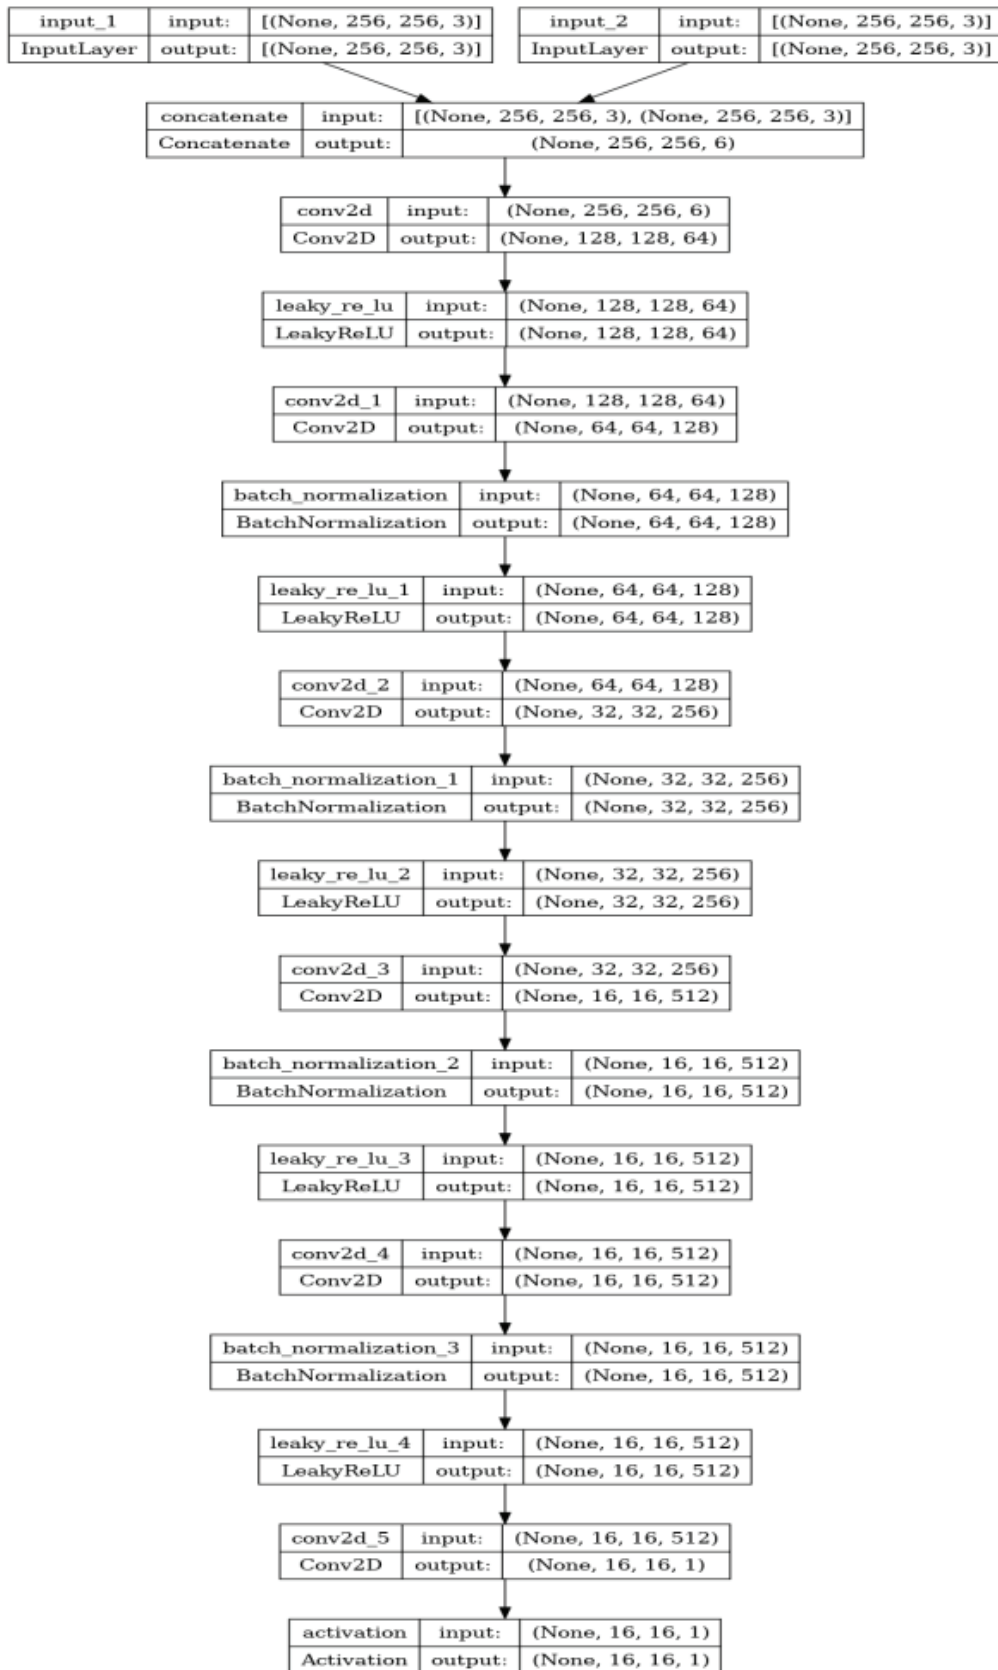 input_1 input: [(None, 256, 256, 3)]
InputLayer output: [(None, 256, 256, 3)]
input_2 input: [(None, 256, 256, 3)]
InputLayer output: [(None, 256, 256, 3)]
concatenate input: [(None, 256, 256, 3), (None, 256, 256, 3)]
Concatenate output: (None, 256, 256, 6)
conv2d input: (None, 256, 256, 6)
Conv2D output: (None, 128, 128, 64)
leaky_re_lu input: (None, 128, 128, 64)
LeakyReLU output: (None, 128, 128, 64)
conv2d_1 input: (None, 128, 128, 64)
Conv2D output: (None, 64, 64, 128)
batch_normalization input: (None, 64, 64, 128)
BatchNormalization output: (None, 64, 64, 128)
leaky_re_lu_1 input: (None, 64, 64, 128)
LeakyReLU output: (None, 64, 64, 128)
conv2d_2 input: (None, 64, 64, 128)
Conv2D output: (None, 32, 32, 256)
batch_normalization_1 input: (None, 32, 32, 256)
BatchNormalization output: (None, 32, 32, 256)
leaky_re_lu_2 input: (None, 32, 32, 256)
LeakyReLU output: (None, 32, 32, 256)
conv2d_3 input: (None, 32, 32, 256)
Conv2D output: (None, 16, 16, 512)
batch_normalization_2 input: (None, 16, 16, 512)
BatchNormalization output: (None, 16, 16, 512)
leaky_re_lu_3 input: (None, 16, 16, 512)
LeakyReLU output: (None, 16, 16, 512)
conv2d_4 input: (None, 16, 16, 512)
Conv2D output: (None, 16, 16, 512)
batch_normalization_3 input: (None, 16, 16, 512)
BatchNormalization output: (None, 16, 16, 512)
leaky_re_lu_4 input: (None, 16, 16, 512)
LeakyReLU output: (None, 16, 16, 512)
conv2d_5 input: (None, 16, 16, 512)
Conv2D output: (None, 16, 16, 1)
activation input: (None, 16, 16, 1)
Activation output: (None, 16, 16, 1)